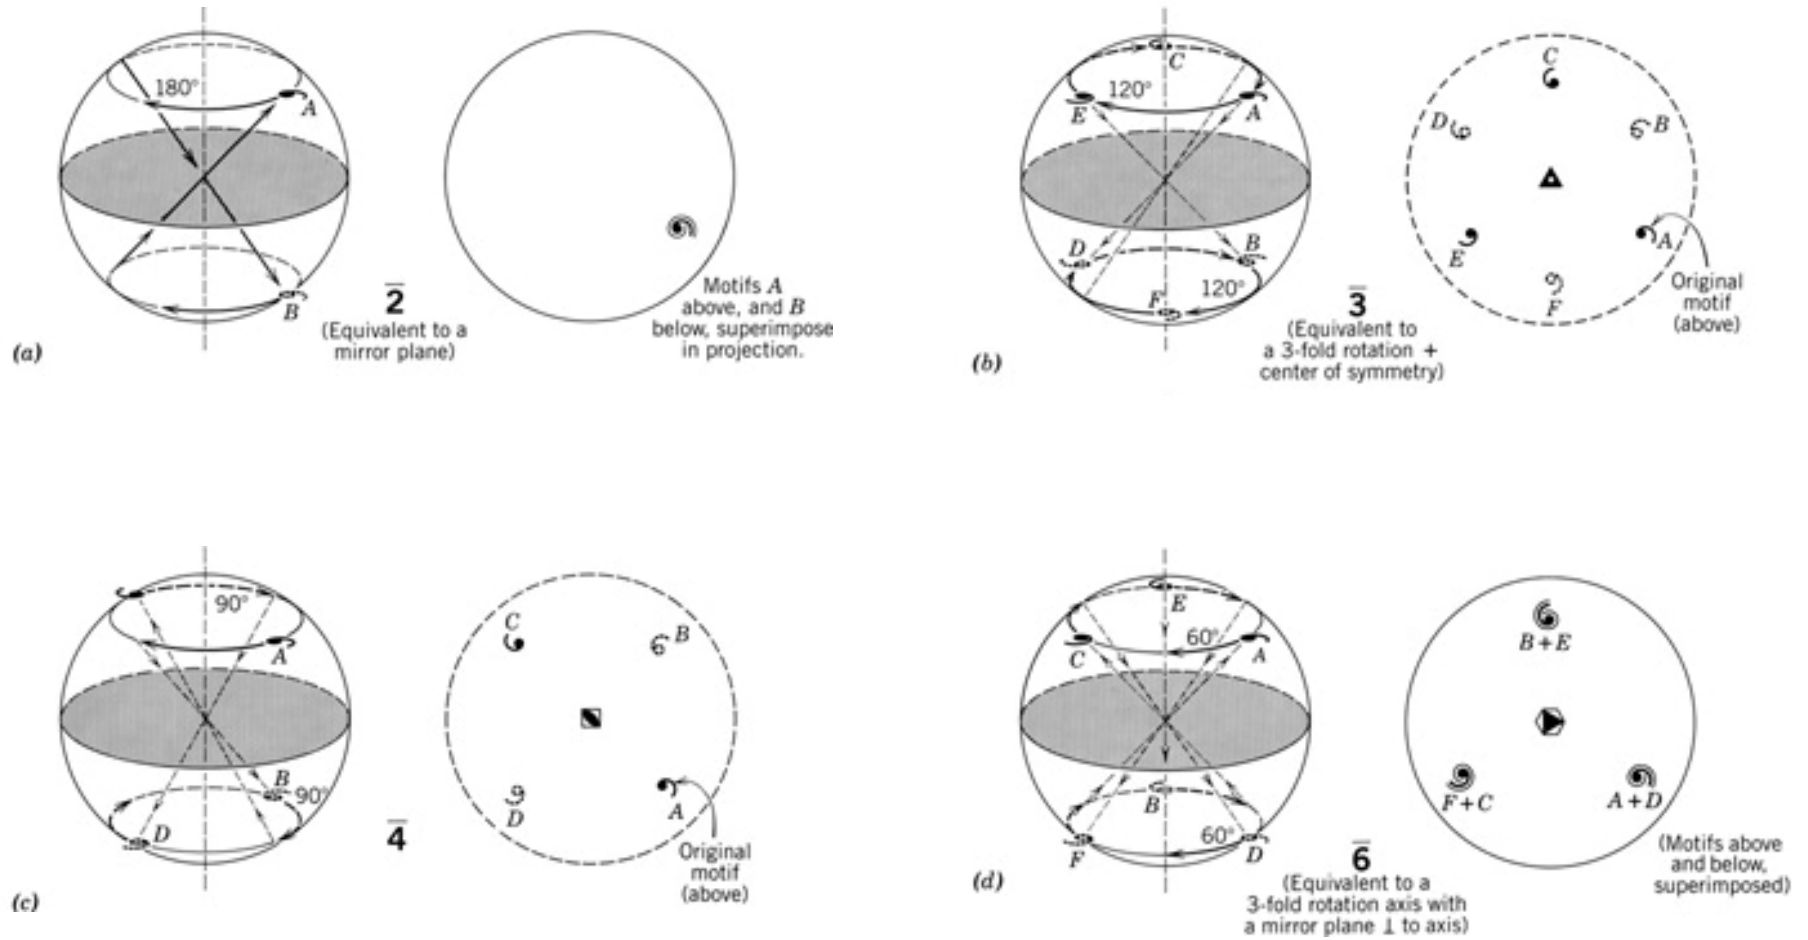 180°
A
B
2̅
(Equivalent to a
mirror plane)
Motifs A
above, and B
below, superimpose
in projection.
(a)
C
120°
E
A
D
B
F
120°
3̅
(Equivalent to
a 3-fold rotation +
center of symmetry)
C
D
B
E
A
F
Original
motif
(above)
(b)
90°
A
B
90°
D
4̅
C
B
D
A
Original
motif
(above)
(c)
E
60°
C
A
B
60°
F
D
6̅
(Equivalent to a
3-fold rotation axis with
a mirror plane ⊥ to axis)
B + E
F + C
A + D
(Motifs above
and below,
superimposed)
(d)